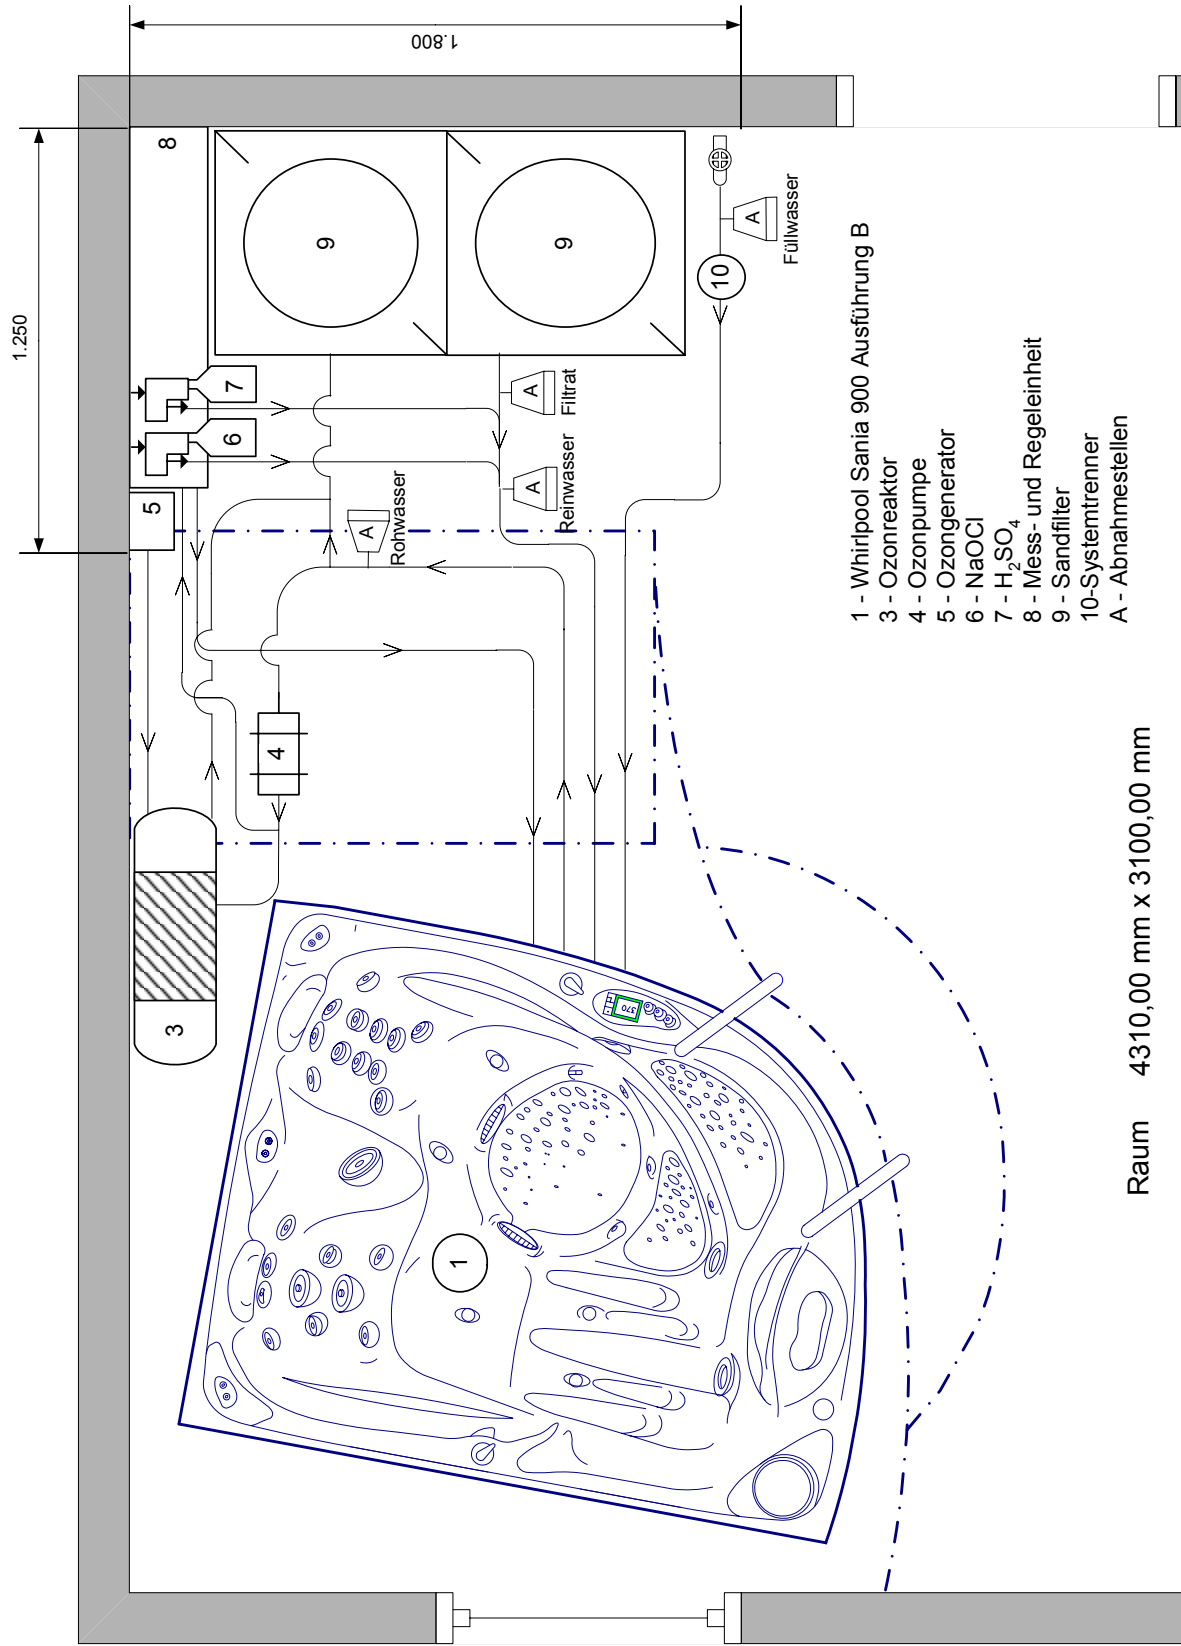 1.800
1.250
8
9
9
7
6
5
A
Füllwasser
10
A
Filtrat
A
Reinwasser
A
Rohwasser
4
3
370
1
1 - Whirlpool Sania 900 Ausführung B
3 - Ozonreaktor
4 - Ozonpumpe
5 - Ozongenerator
6 - NaOCl
7 - H₂SO₄
8 - Mess- und Regeleinheit
9 - Sandfilter
10-Systemtrenner
A - Abnahmestellen
Raum 4310,00 mm x 3100,00 mm